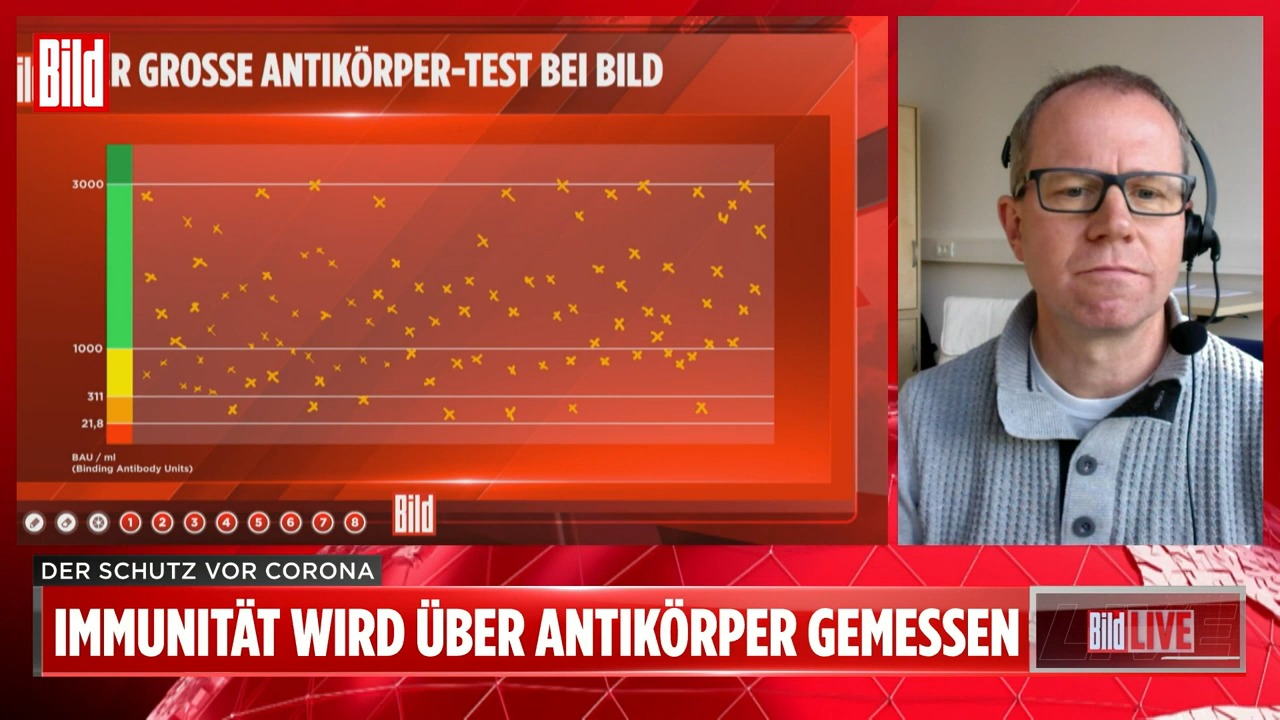 Bild
R GROSSE ANTIKÖRPER-TEST BEI BILD
3000
1000
311
21,8
BAU / ml
(Binding Antibody Units)
1 2 3 4 5 6 7 8
Bild
DER SCHUTZ VOR CORONA
IMMUNITÄT WIRD ÜBER ANTIKÖRPER GEMESSEN
Bild LIVE